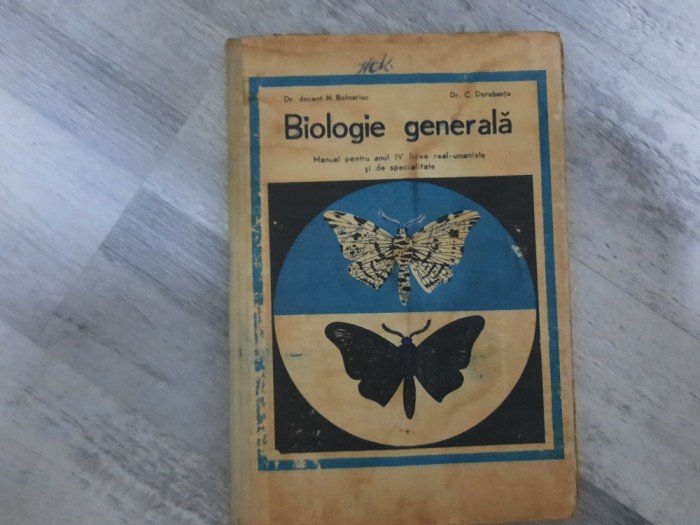 Dr. docent N. Botnariuc
Dr. C. Dorobanțu
Biologie generală
Manual pentru anul IV licee real-umaniste
și de specialitate